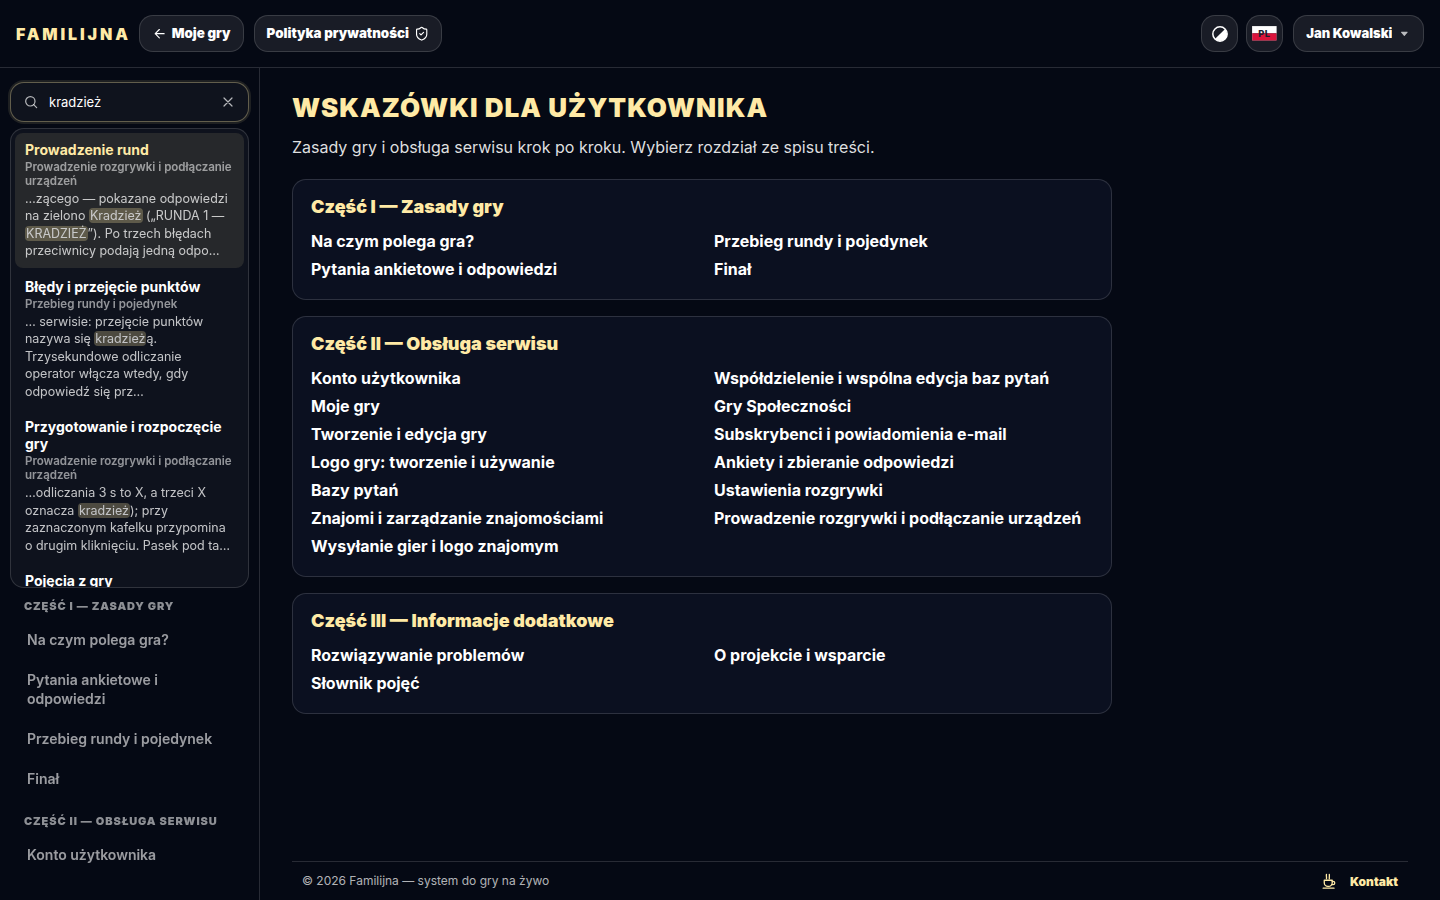 FAMILIJNA
Moje gry
Polityka prywatności
PL
Jan Kowalski
kradzież
Prowadzenie rund
Prowadzenie rozgrywki i podłączanie
urządzeń
...zącego — pokazane odpowiedzi
na zielono Kradzież („RUNDA 1 —
KRADZIEŻ”). Po trzech błędach
przeciwnicy podają jedną odpo...
Błędy i przejęcie punktów
Przebieg rundy i pojedynek
... serwisie: przejęcie punktów
nazywa się kradzieżą.
Trzysekundowe odliczanie
operator włącza wtedy, gdy
odpowiedź się prz...
Przygotowanie i rozpoczęcie
gry
Prowadzenie rozgrywki i podłączanie
urządzeń
...odliczania 3 s to X, a trzeci X
oznacza kradzież); przy
zaznaczonym kafelku przypomina
o drugim kliknięciu. Pasek pod ta...
Pojęcia z gry
CZĘŚĆ I — ZASADY GRY
Na czym polega gra?
Pytania ankietowe i
odpowiedzi
Przebieg rundy i pojedynek
Finał
CZĘŚĆ II — OBSŁUGA SERWISU
Konto użytkownika
WSKAZÓWKI DLA UŻYTKOWNIKA
Zasady gry i obsługa serwisu krok po kroku. Wybierz rozdział ze spisu treści.
Część I — Zasady gry
Na czym polega gra?
Pytania ankietowe i odpowiedzi
Przebieg rundy i pojedynek
Finał
Część II — Obsługa serwisu
Konto użytkownika
Moje gry
Tworzenie i edycja gry
Logo gry: tworzenie i używanie
Bazy pytań
Znajomi i zarządzanie znajomościami
Wysyłanie gier i logo znajomym
Współdzielenie i wspólna edycja baz pytań
Gry Społeczności
Subskrybenci i powiadomienia e-mail
Ankiety i zbieranie odpowiedzi
Ustawienia rozgrywki
Prowadzenie rozgrywki i podłączanie urządzeń
Część III — Informacje dodatkowe
Rozwiązywanie problemów
Słownik pojęć
O projekcie i wsparcie
© 2026 Familijna — system do gry na żywo
Kontakt